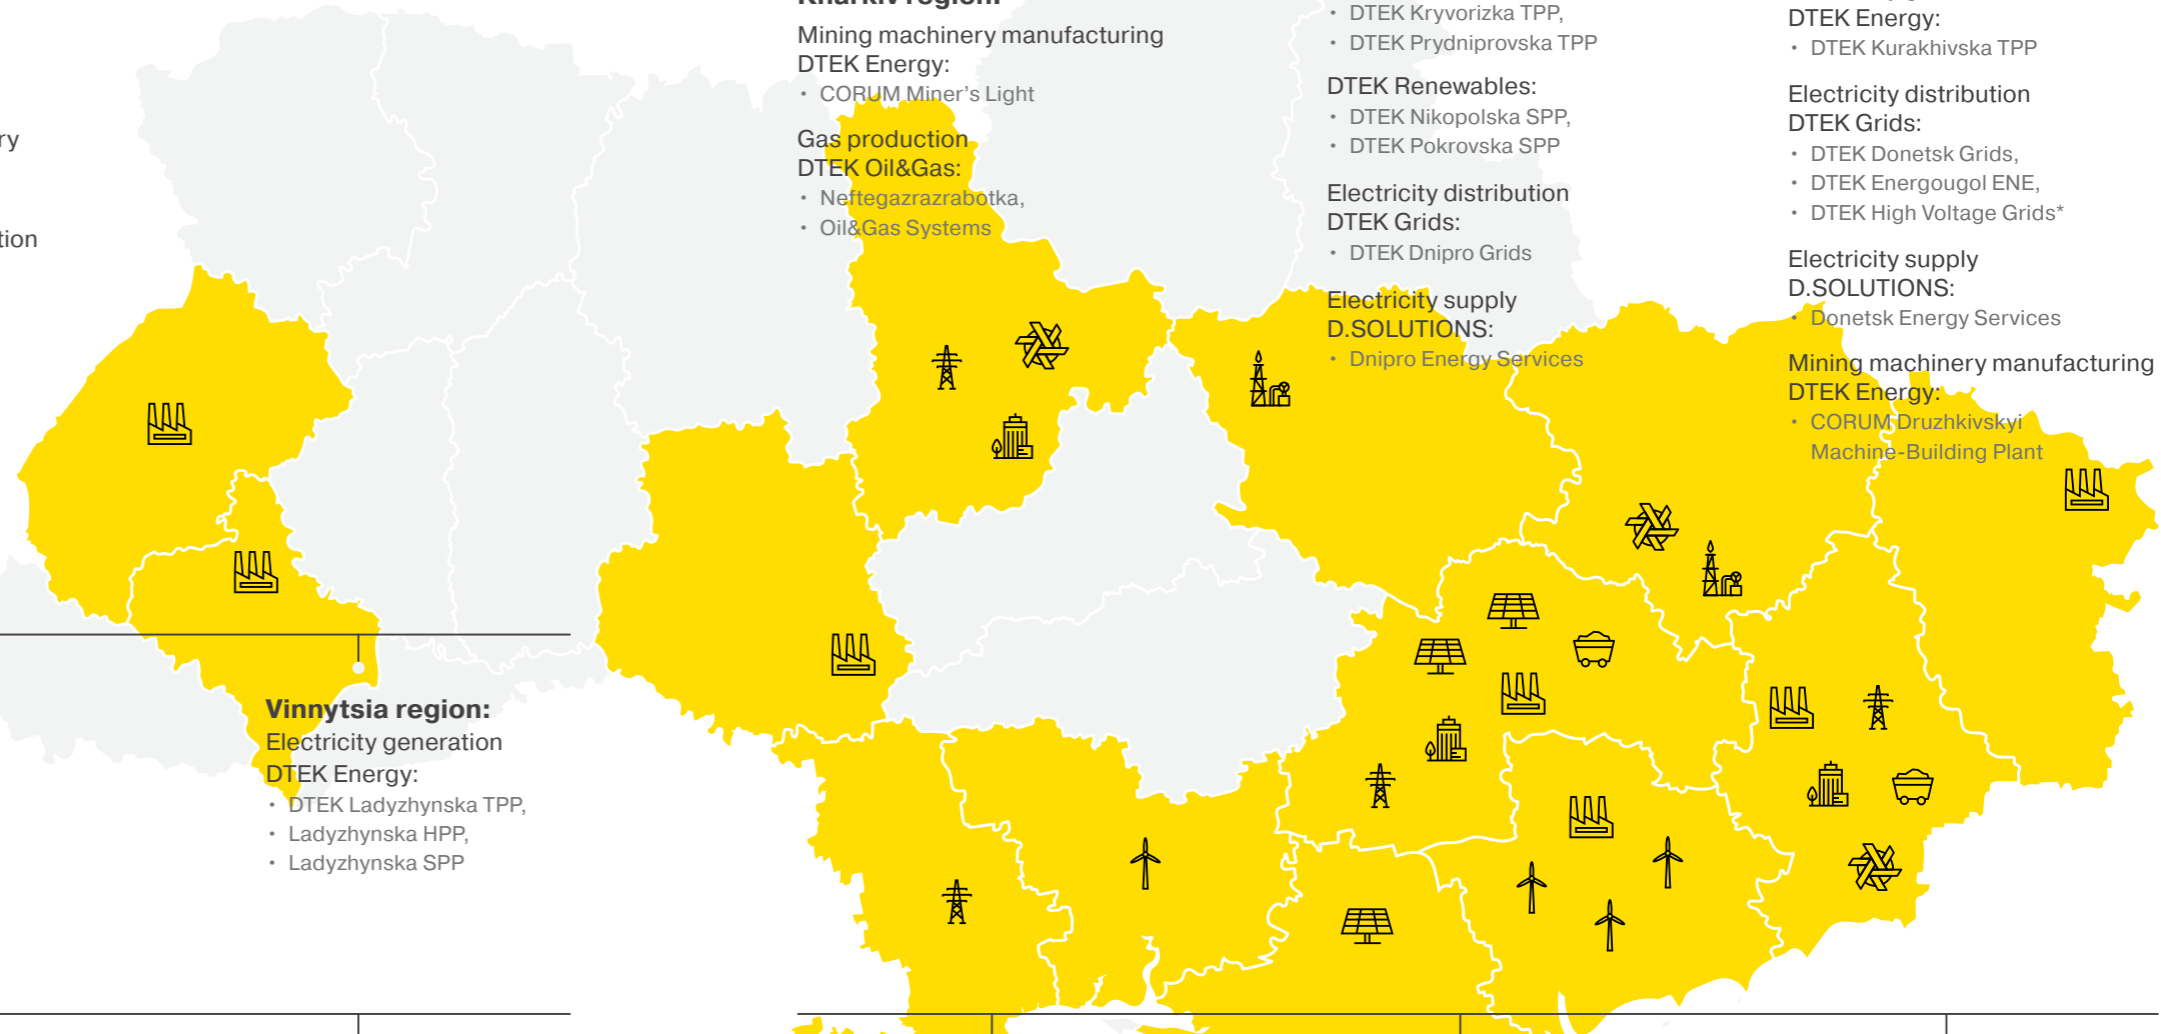 ry
tion
Vinnytsia region:
Electricity generation
DTEK Energy:
• DTEK Ladyzhynska TPP,
• Ladyzhynska HPP,
• Ladyzhynska SPP
Kharkiv region:
Mining machinery manufacturing
DTEK Energy:
• CORUM Miner's Light
Gas production
DTEK Oil&Gas:
• Neftegazrazrabotka,
• Oil&Gas Systems
• DTEK Kryvorizka TPP,
• DTEK Prydniprovska TPP
DTEK Renewables:
• DTEK Nikopolska SPP,
• DTEK Pokrovska SPP
Electricity distribution
DTEK Grids:
• DTEK Dnipro Grids
Electricity supply
D.SOLUTIONS:
• Dnipro Energy Services
DTEK Energy:
• DTEK Kurakhivska TPP
Electricity distribution
DTEK Grids:
• DTEK Donetsk Grids,
• DTEK Energougol ENE,
• DTEK High Voltage Grids*
Electricity supply
D.SOLUTIONS:
• Donetsk Energy Services
Mining machinery manufacturing
DTEK Energy:
• CORUM Druzhkivskyi
Machine-Building Plant